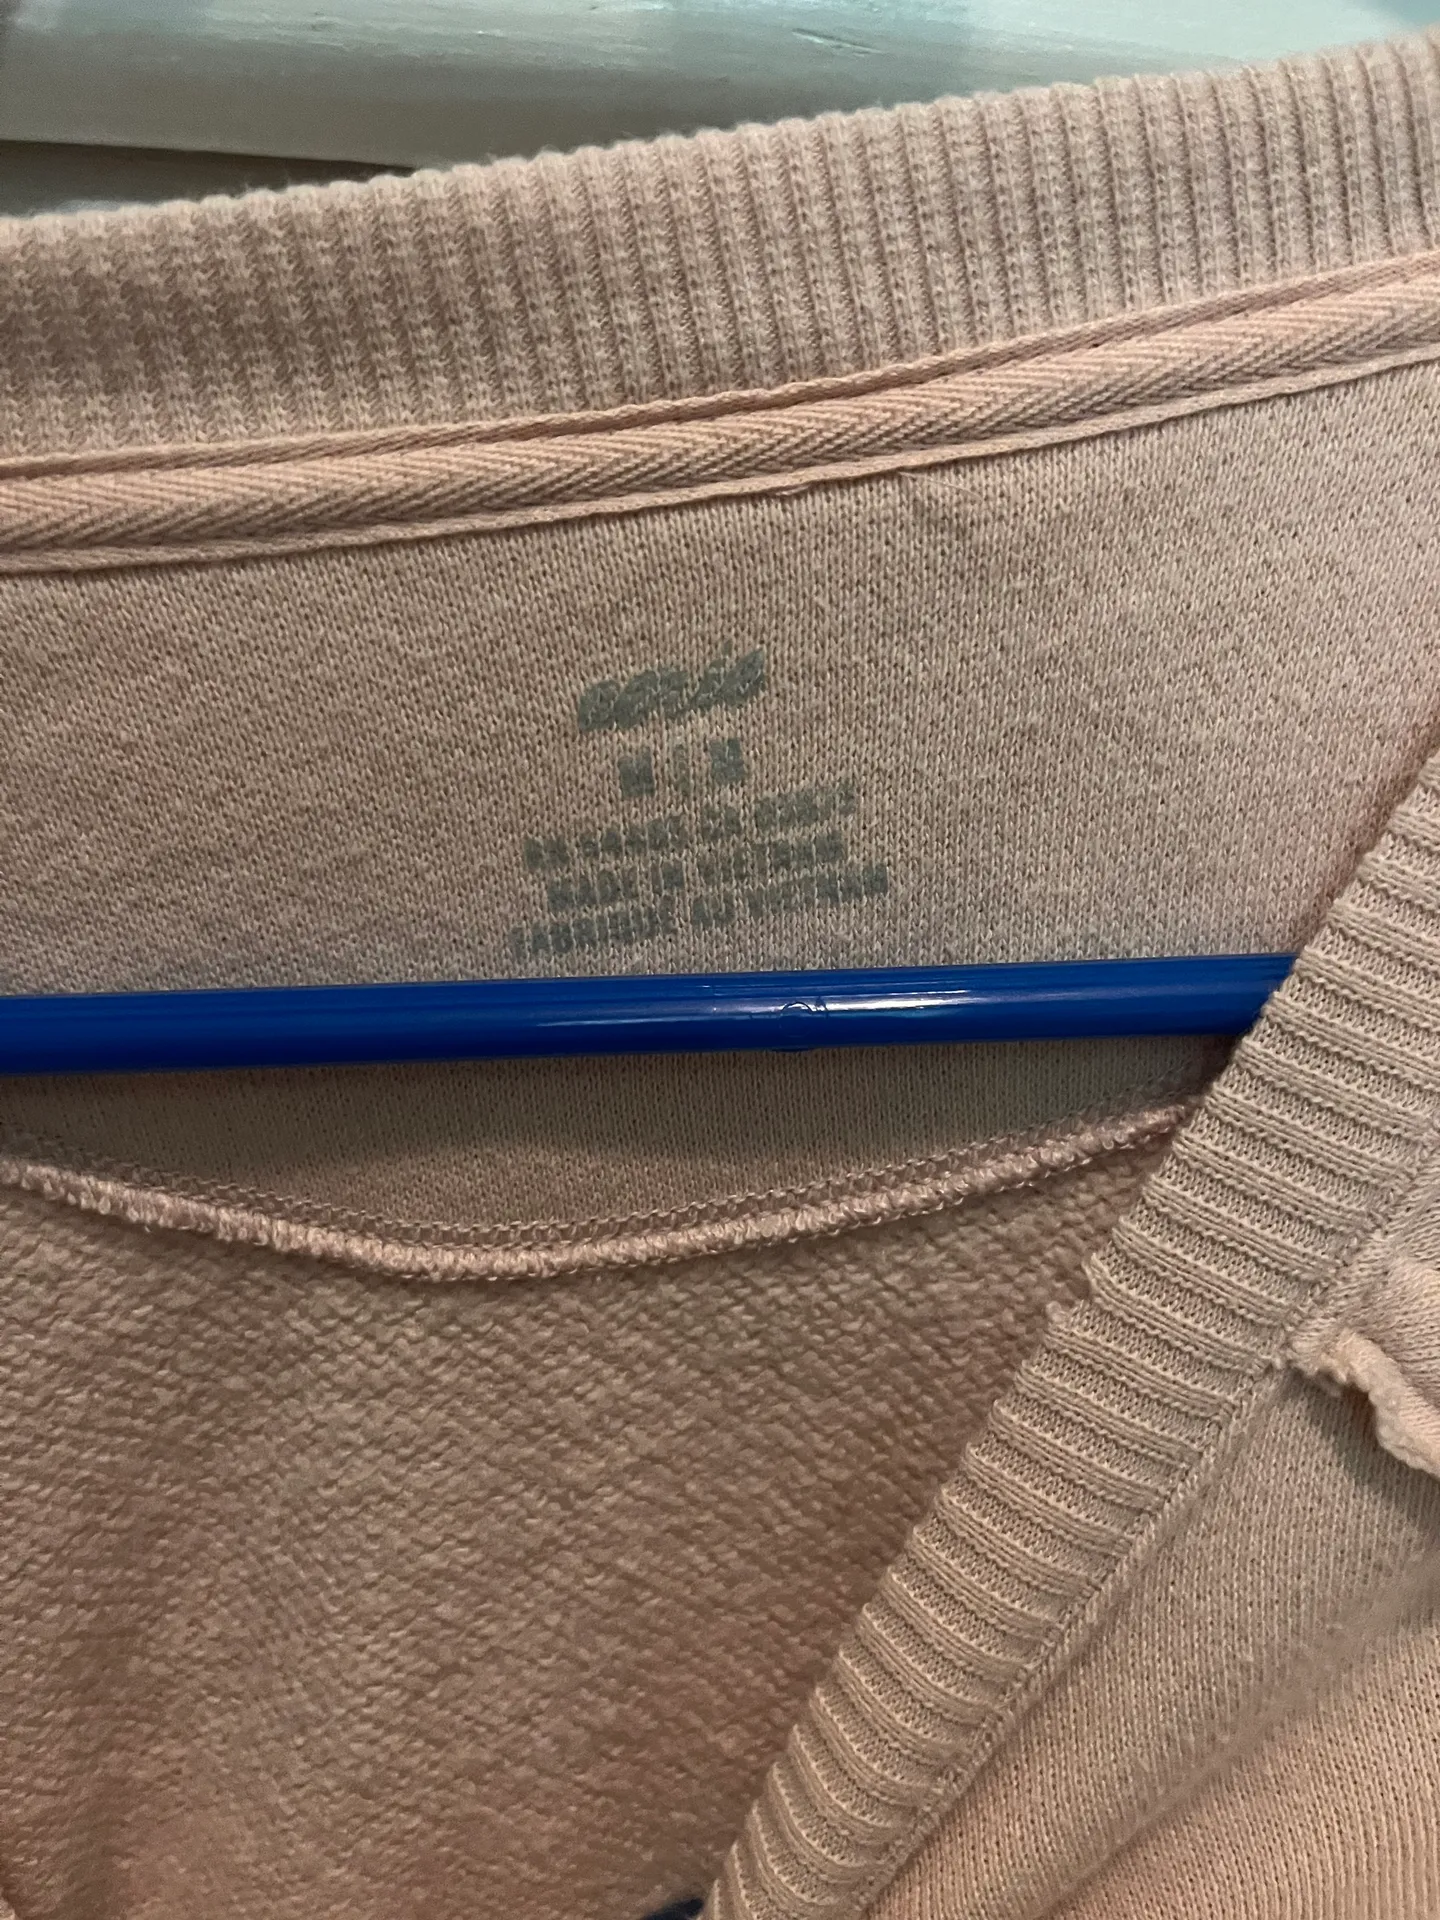 aerie
M | M
MADE IN VIETNAM
FABRIQUÉ AU VIETNAM